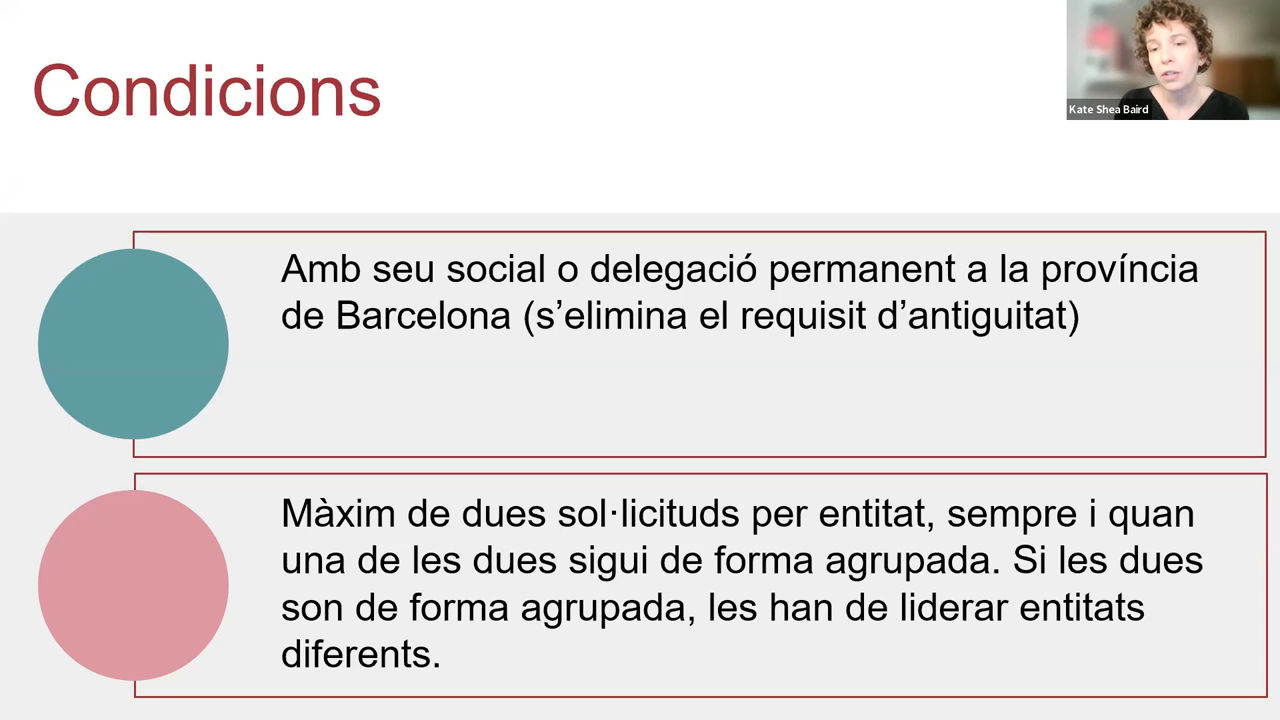 Condicions
Kate Shea Baird
Amb seu social o delegació permanent a la província
de Barcelona (s’elimina el requisit d’antiguitat)
Màxim de dues sol·licituds per entitat, sempre i quan
una de les dues sigui de forma agrupada. Si les dues
son de forma agrupada, les han de liderar entitats
diferents.